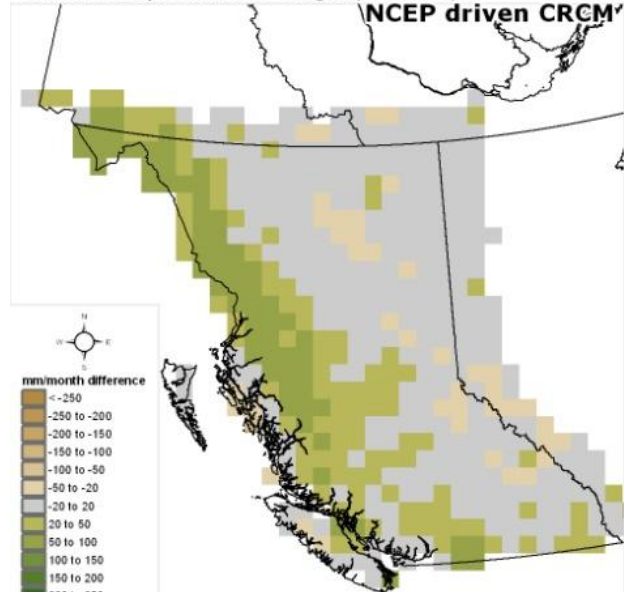 NCEP driven CRCM
N
W
E
S
mm/month difference
< -250
-250 to -200
-200 to -150
-150 to -100
-100 to -50
-50 to -20
-20 to 20
20 to 50
50 to 100
100 to 150
150 to 200